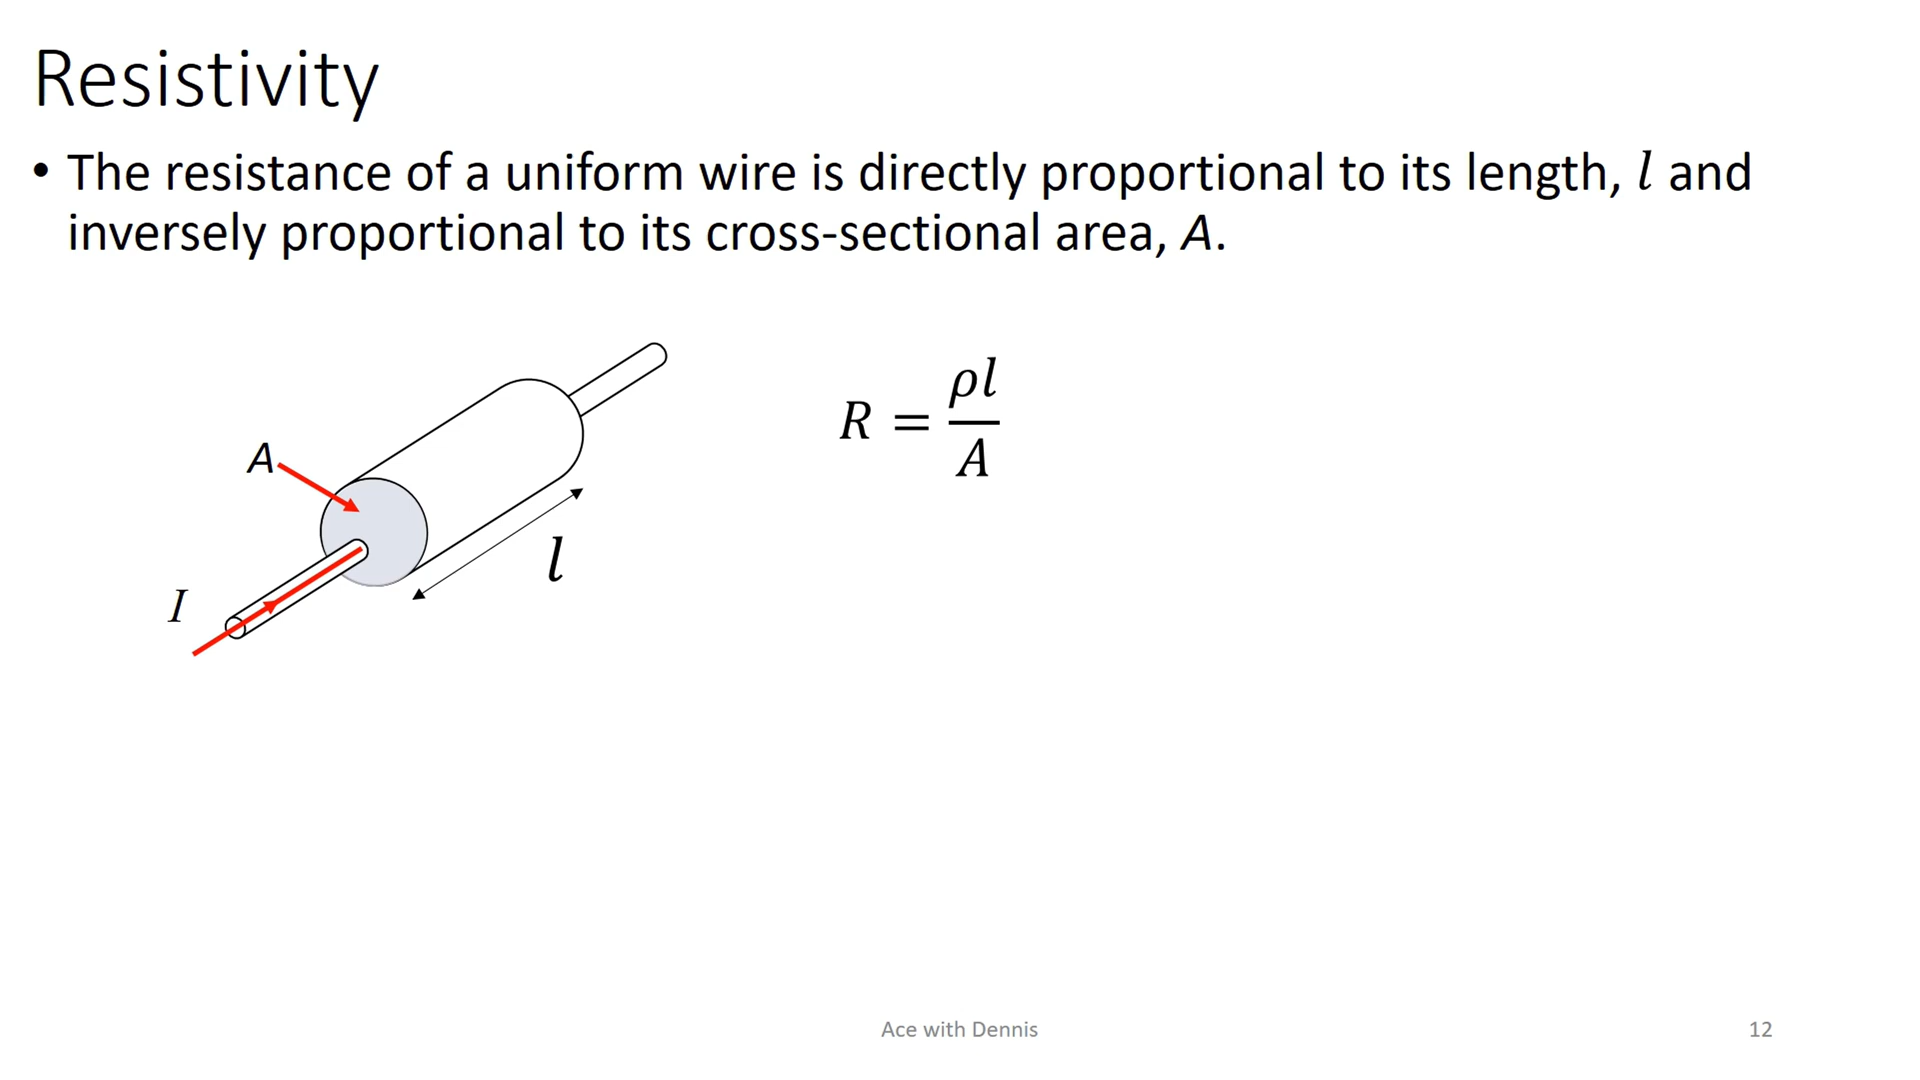 Resistivity
• The resistance of a uniform wire is directly proportional to its length, l and
inversely proportional to its cross-sectional area, A.
A
R = ρl/A
l
I
Ace with Dennis
12